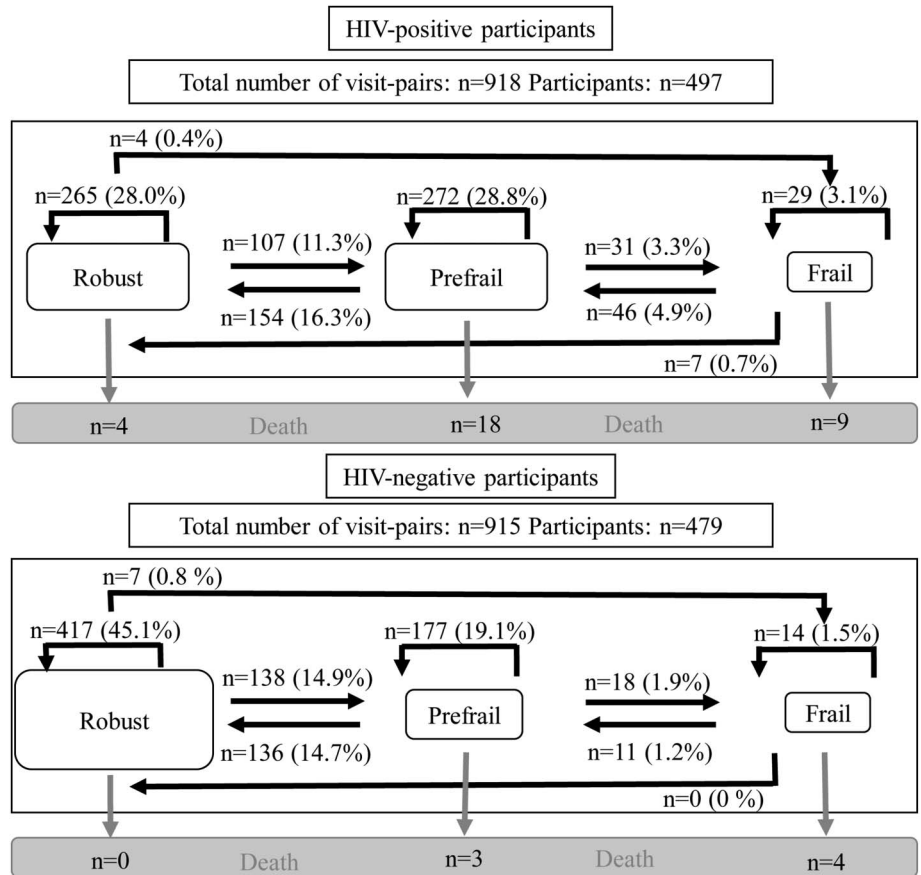 HIV-positive participants
Total number of visit-pairs: n=918 Participants: n=497
n=4 (0.4%)
n=265 (28.0%)
n=272 (28.8%)
n=29 (3.1%)
n=107 (11.3%)
n=31 (3.3%)
Robust
Prefrail
Frail
n=154 (16.3%)
n=46 (4.9%)
n=7 (0.7%)
n=4
Death
n=18
Death
n=9
HIV-negative participants
Total number of visit-pairs: n=915 Participants: n=479
n=7 (0.8 %)
n=417 (45.1%)
n=177 (19.1%)
n=14 (1.5%)
n=138 (14.9%)
n=18 (1.9%)
Robust
Prefrail
Frail
n=136 (14.7%)
n=11 (1.2%)
n=0 (0 %)
n=0
Death
n=3
Death
n=4